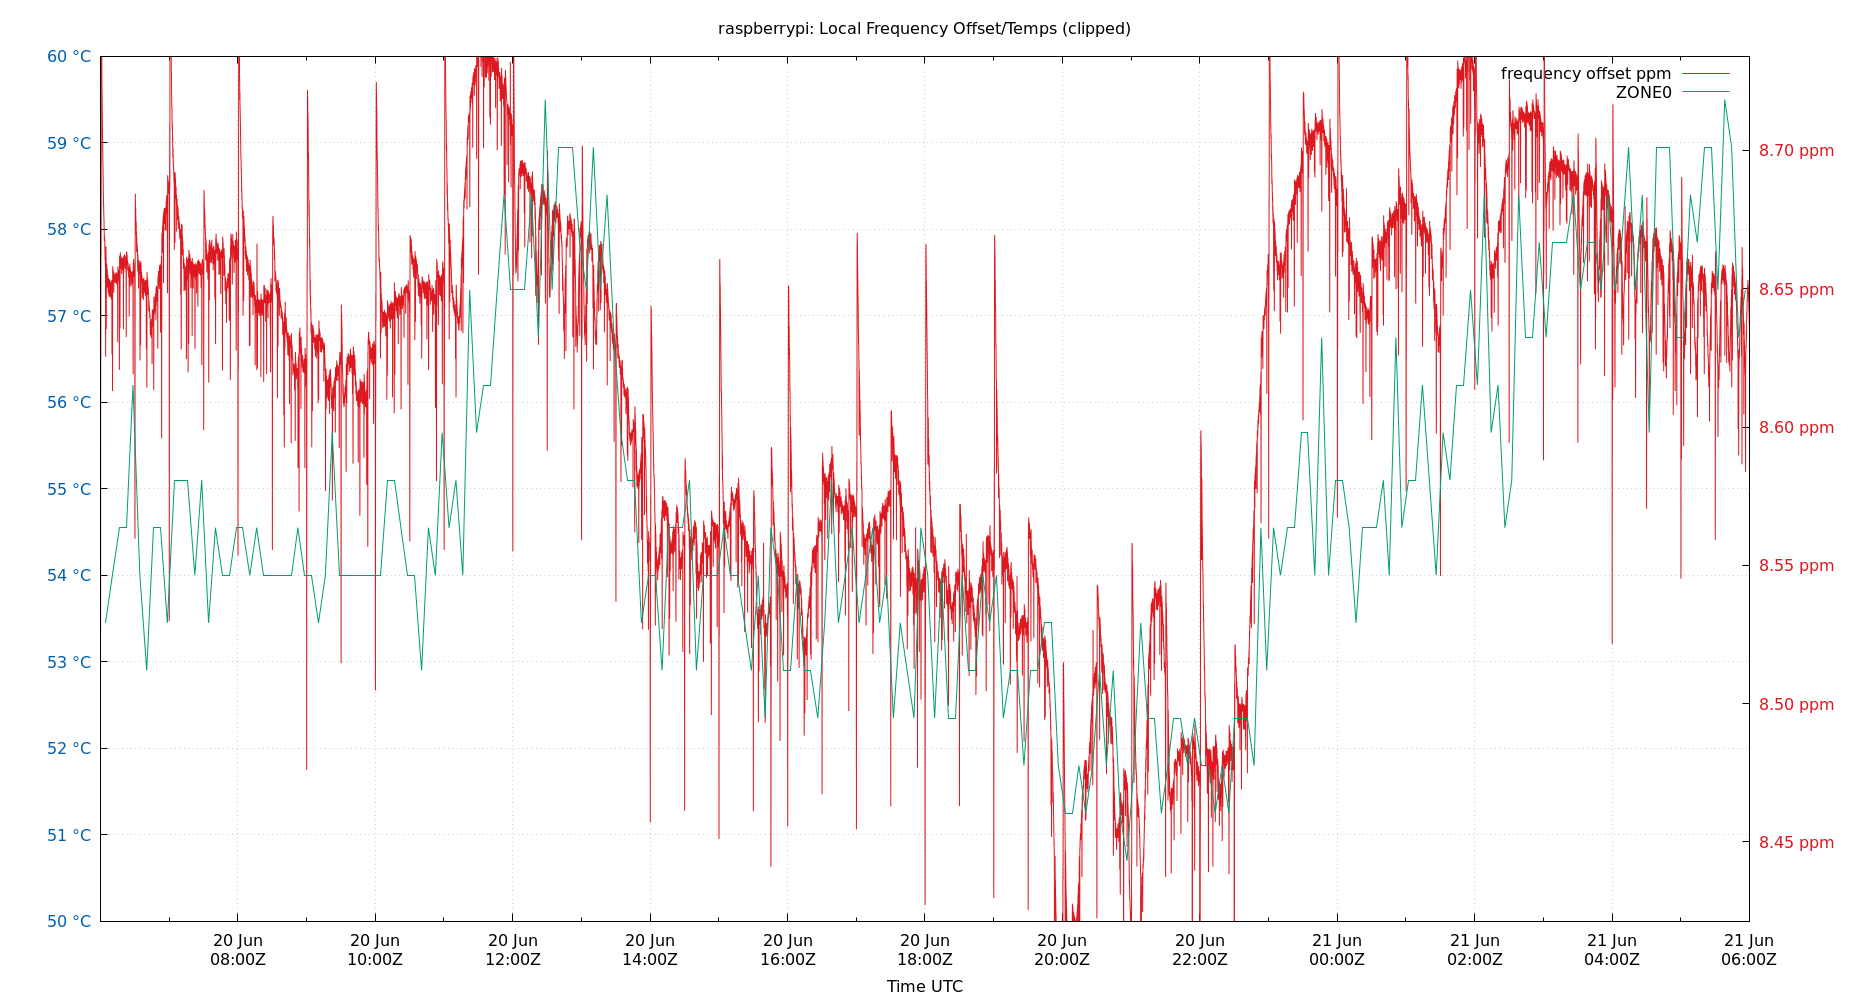 raspberrypi: Local Frequency Offset/Temps (clipped)
60 °C
59 °C
58 °C
57 °C
56 °C
55 °C
54 °C
53 °C
52 °C
51 °C
50 °C
frequency offset ppm
ZONE0
8.70 ppm
8.65 ppm
8.60 ppm
8.55 ppm
8.50 ppm
8.45 ppm
20 Jun 20 Jun 20 Jun 20 Jun 20 Jun 20 Jun 20 Jun 20 Jun 21 Jun 21 Jun 21 Jun 21 Jun
08:00Z 10:00Z 12:00Z 14:00Z 16:00Z 18:00Z 20:00Z 22:00Z 00:00Z 02:00Z 04:00Z 06:00Z
Time UTC